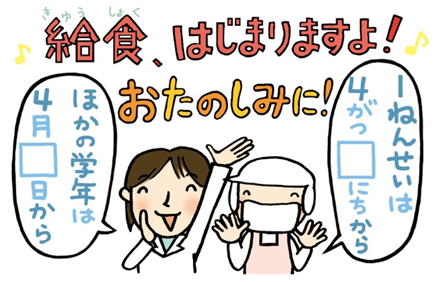 きゅう しょく
給食、はじまりますよ!
おたのしみに!
1ねんせいは
4がつ□にちから
ほかの学年は
4月□日から